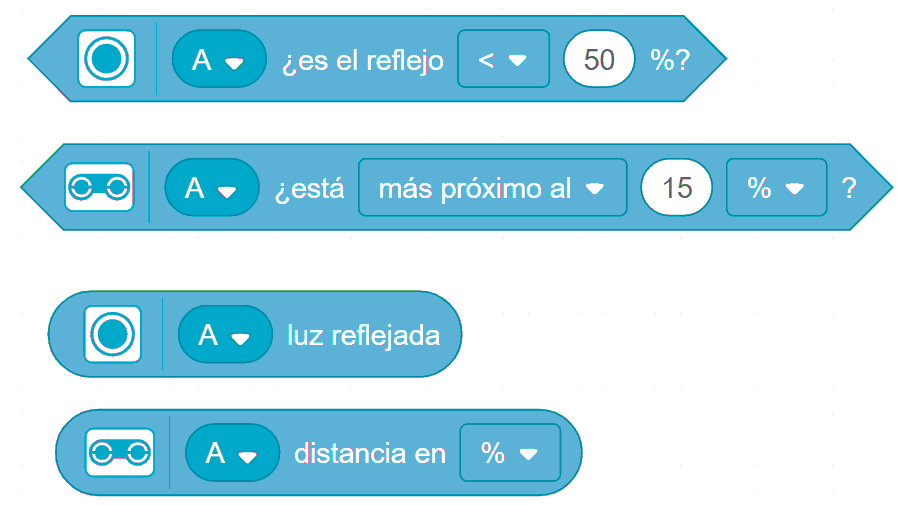 A ¿es el reflejo < 50 %?
A ¿está más próximo al 15 % ?
A luz reflejada
A distancia en %